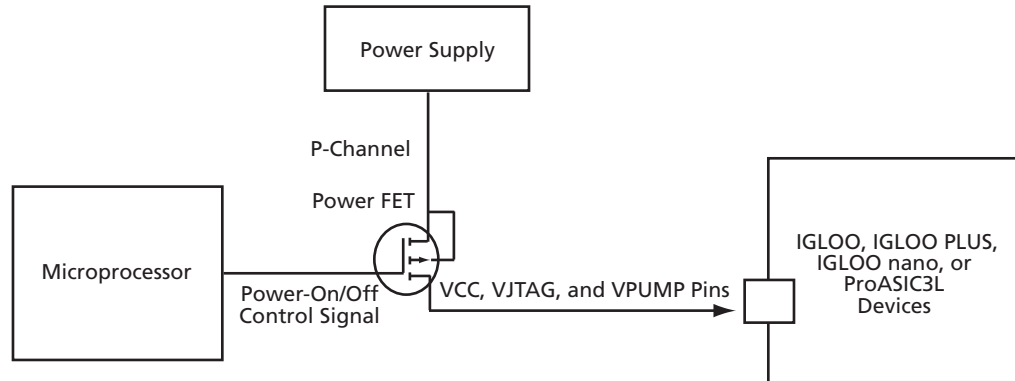 Power Supply
P-Channel
Power FET
Microprocessor
Power-On/Off
Control Signal
VCC, VJTAG, and VPUMP Pins
IGLOO, IGLOO PLUS,
IGLOO nano, or
ProASIC3L
Devices